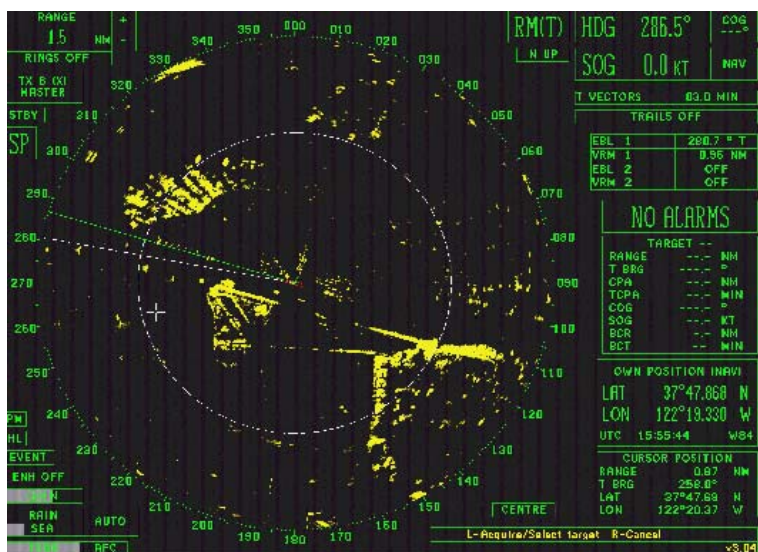 RANGE
1.5 NM
+
-
RINGS OFF
TX B (X)
MASTER
STBY
SP
RM(T)
N UP
HDG 286.5°
COG
---°
SOG 0.0 KT
NAV
T VECTORS 03.0 MIN
TRAILS OFF
EBL 1 280.7 ° T
VRM 1 0.95 NM
EBL 2 OFF
VRM 2 OFF
NO ALARMS
TARGET --
RANGE --.- NM
T BRG ---.- °
CPA --.- NM
TCPA --.- MIN
COG ---.- °
SOG --.- KT
BCR --.- NM
BCT --.- MIN
OWN POSITION (NAV)
LAT 37°47.868 N
LON 122°19.330 W
UTC 15:55:44 W84
CURSOR POSITION
RANGE 0.87 NM
T BRG 258.0°
LAT 37°47.69 N
LON 122°20.37 W
000
010
020
030
040
050
060
070
080
090
100
110
120
130
140
150
160
170
180
190
200
210
220
230
240
250
260
270
280
290
300
310
320
330
340
350
PM
HL
EVENT
ENH OFF
RAIN
SEA
AUTO
AFC
CENTRE
L-Acquire/Select target R-Cancel
v3.04